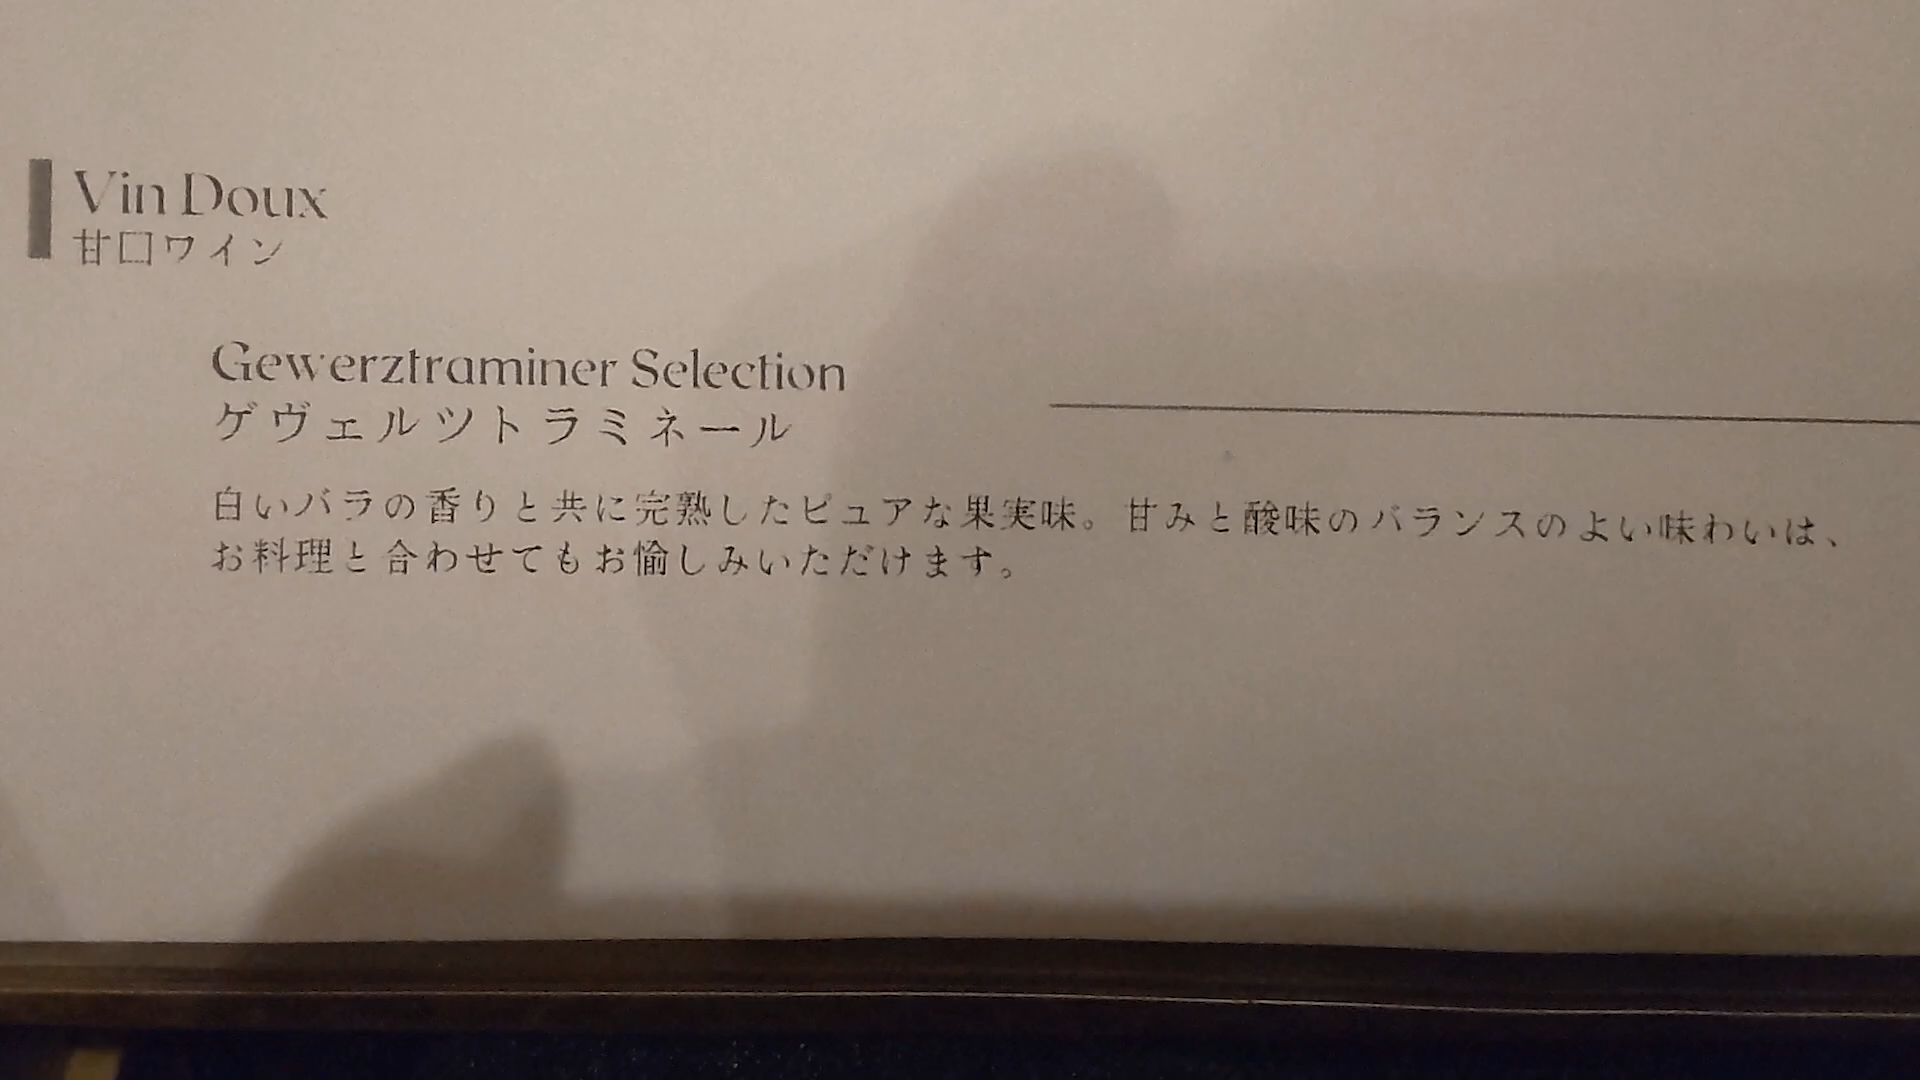 Vin Doux
甘口ワイン
Gewerztraminer Selection
ゲヴェルツトラミネール
白いバラの香りと共に完熟したピュアな果実味。甘みと酸味のバランスのよい味わいは、
お料理と合わせてもお愉しみいただけます。